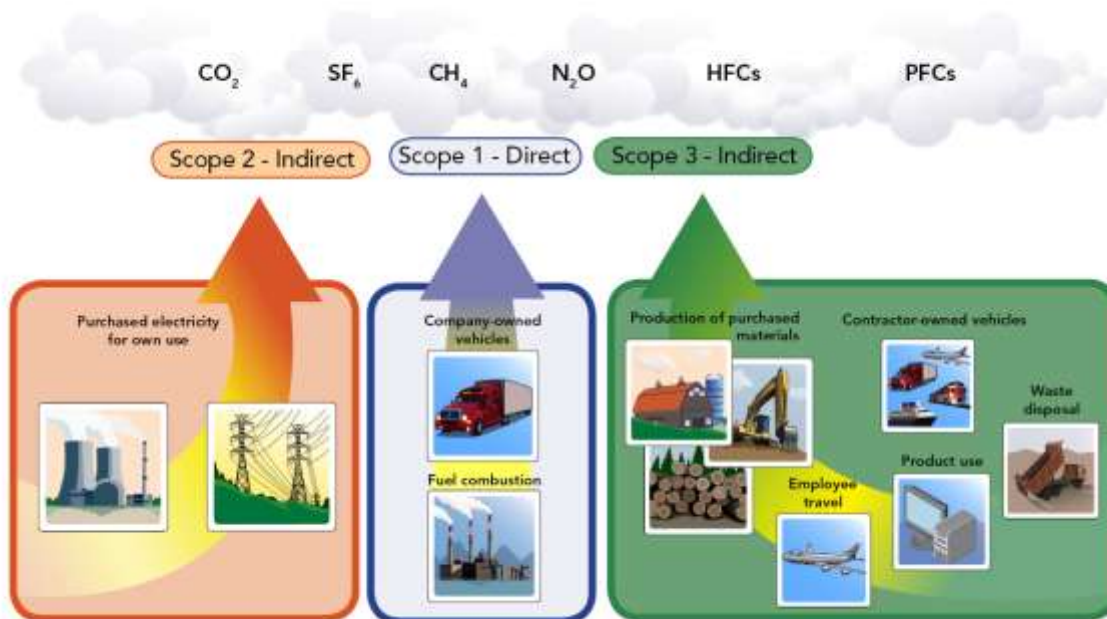 CO₂ SF₆ CH₄ N₂O HFCs PFCs
Scope 2 - Indirect
Scope 1 - Direct
Scope 3 - Indirect
Purchased electricity
for own use
Company-owned
vehicles
Fuel combustion
Production of purchased
materials
Contractor-owned vehicles
Waste
disposal
Product use
Employee
travel